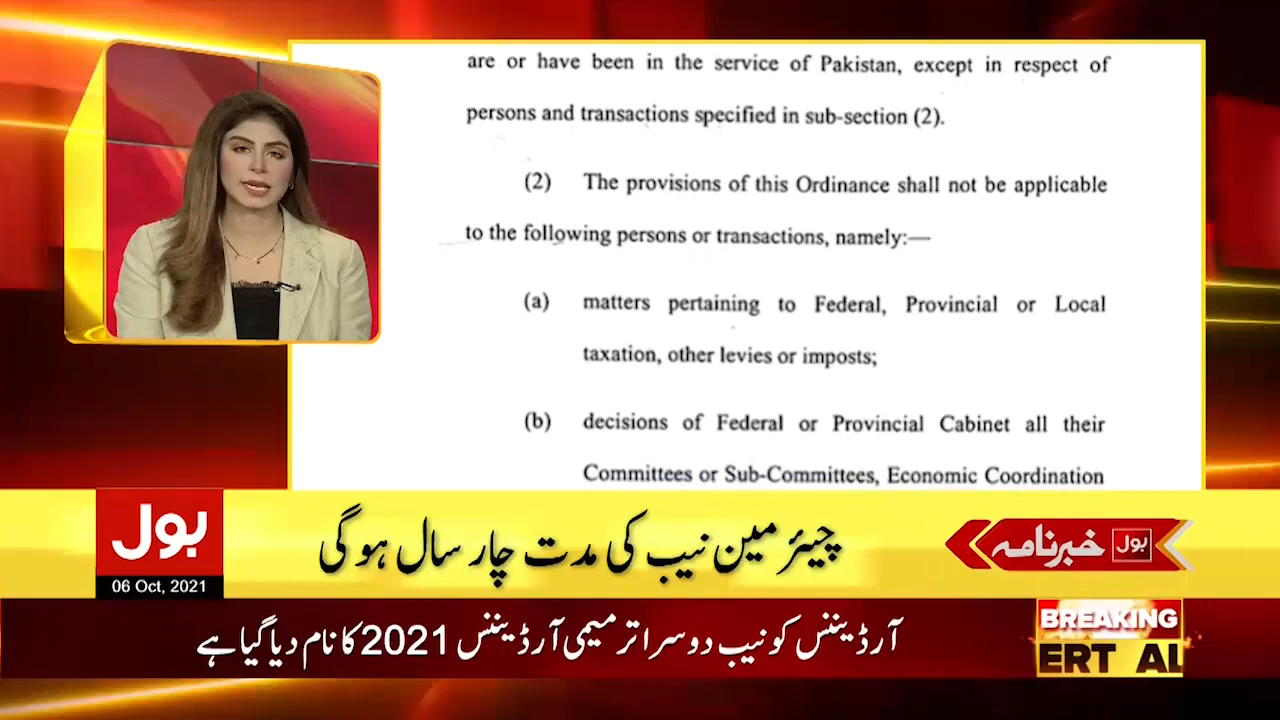 are or have been in the service of Pakistan, except in respect of
persons and transactions specified in sub-section (2).
(2) The provisions of this Ordinance shall not be applicable
to the following persons or transactions, namely:—
(a) matters pertaining to Federal, Provincial or Local
taxation, other levies or imposts;
(b) decisions of Federal or Provincial Cabinet all their
Committees or Sub-Committees, Economic Coordination
بول
06 Oct, 2021
چیئرمین نیب کی مدت چار سال ہوگی
بول خبرنامہ
آرڈیننس کو نیب دوسرا ترمیمی آرڈیننس 2021 کا نام دیا گیا ہے
BREAKING
ERT AL